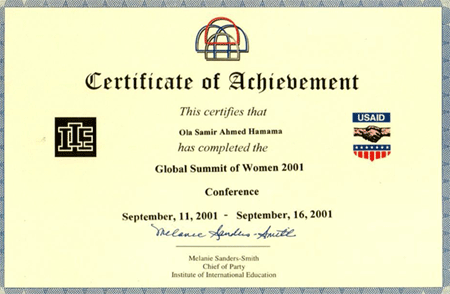 Certificate of Achievement
This certifies that
Ola Samir Ahmed Hamama
has completed the
IIE
USAID
Global Summit of Women 2001
Conference
September, 11, 2001 - September, 16, 2001
Melanie Sanders-Smith
Melanie Sanders-Smith
Chief of Party
Institute of International Education